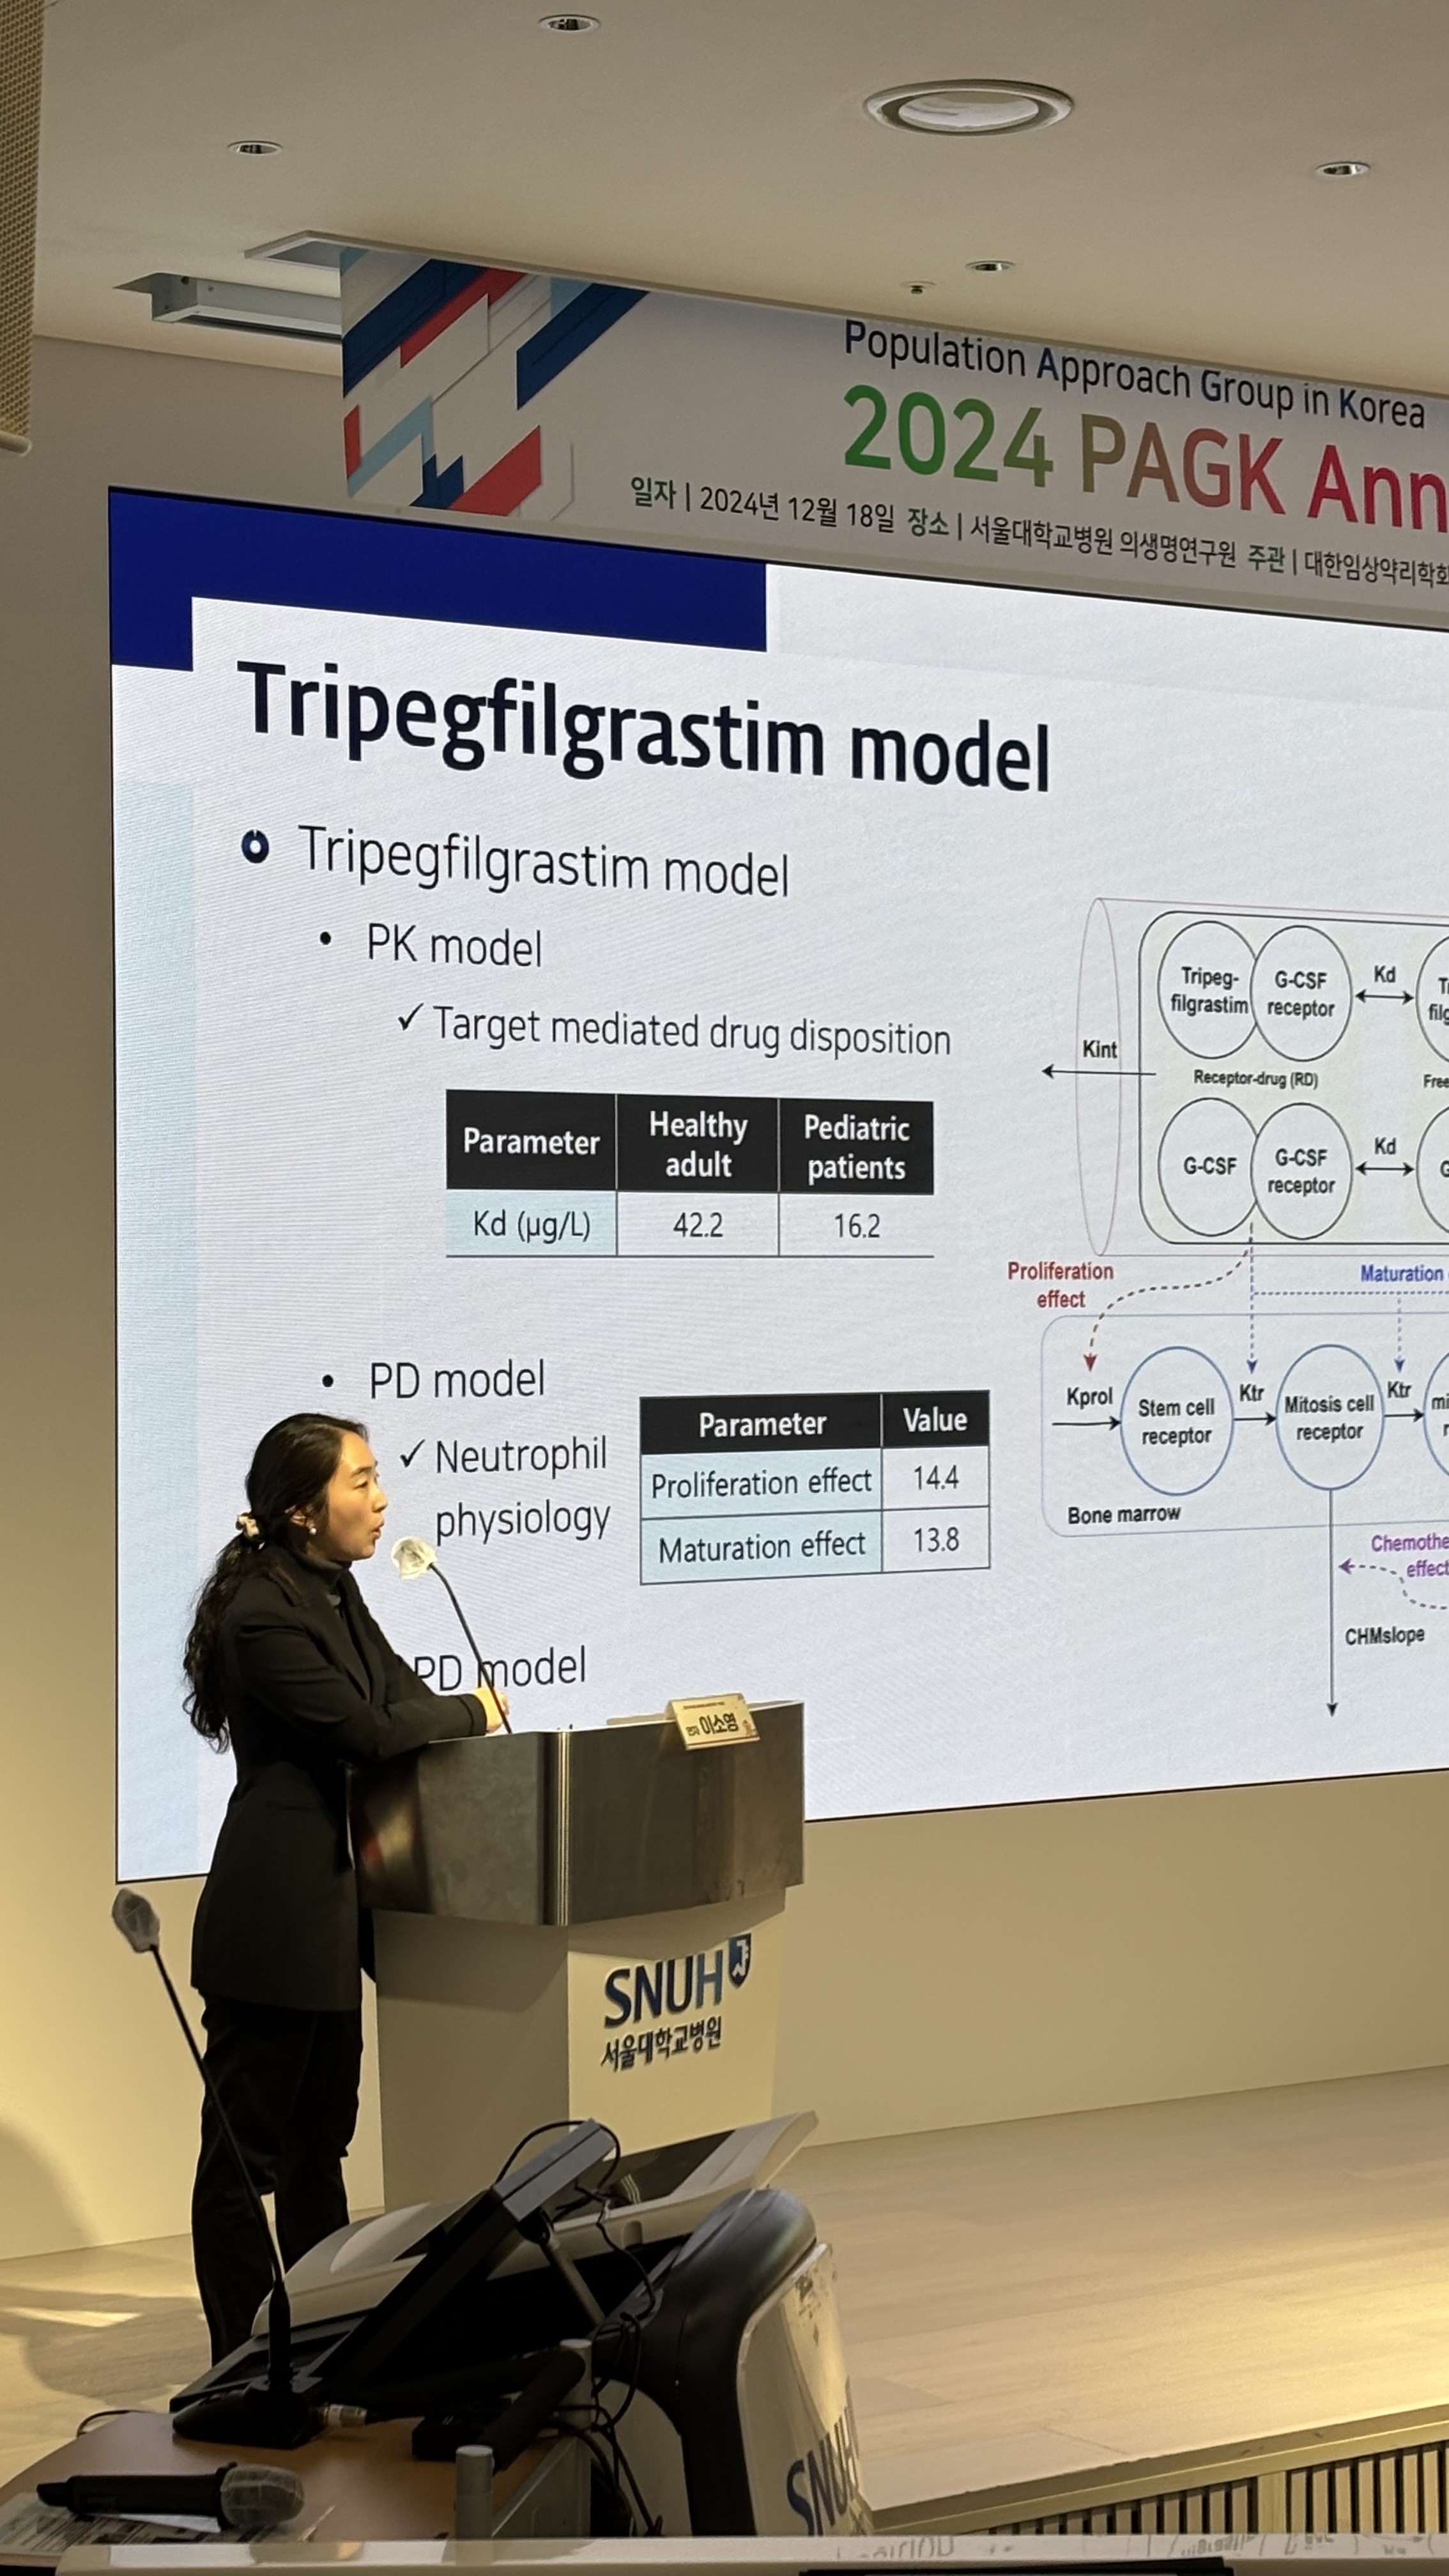 Population Approach Group in Korea
2024 PAGK Ann
일자 | 2024년 12월 18일 장소 | 서울대학교병원 의생명연구원 주관 | 대한임상약리학회
Tripegfilgrastim model
Tripegfilgrastim model
• PK model
✓ Target mediated drug disposition
Parameter Healthy adult Pediatric patients
Kd (µg/L) 42.2 16.2
• PD model
✓ Neutrophil
physiology
Parameter Value
Proliferation effect 14.4
Maturation effect 13.8
PD model
Tripeg-
filgrastim
G-CSF
receptor
Kd
Kint
Receptor-drug (RD)
Free
G-CSF
G-CSF
receptor
Kd
Proliferation
effect
Maturation
Kprol
Stem cell
receptor
Ktr
Mitosis cell
receptor
Ktr
Bone marrow
Chemothe
effect
CHMslope
연자 이소영
SNUH
서울대학교병원
SNUH